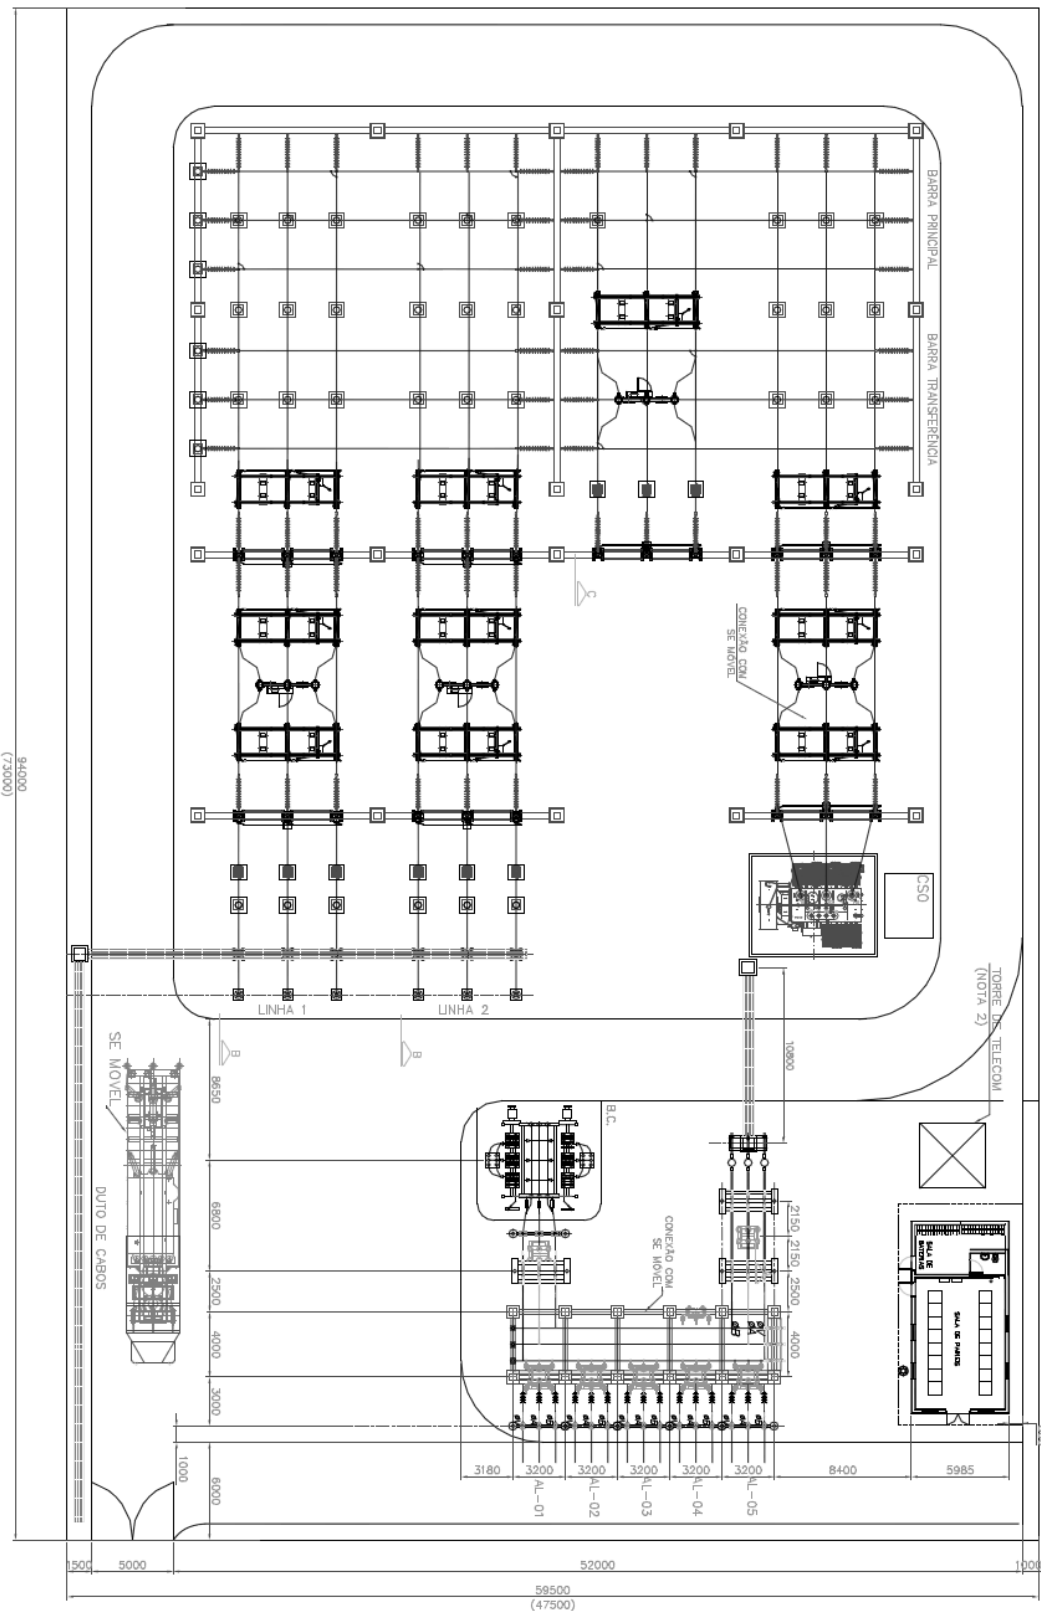 BARRA PRINCIPAL
BARRA TRANSFERÊNCIA
C
CONEXÃO CON
SE MÓVEL
94000
(73000)
CSO
TORRE DE TELECOM
(NOTA 2)
LINHA 1
LINHA 2
10800
B
B
SE MÓVEL
8650
B.C.
DUTO DE CABOS
6800
CONEXÃO COM
SE MÓVEL
2150
2150
2500
2500
SALA DE
BATERIAS
SALA DE PAINEIS
4000
4000
3000
1000
6000
3180
3200
3200
3200
3200
3200
8400
5985
AL-01
AL-02
AL-03
AL-04
AL-05
1500
5000
52000
1000
59500
(47500)